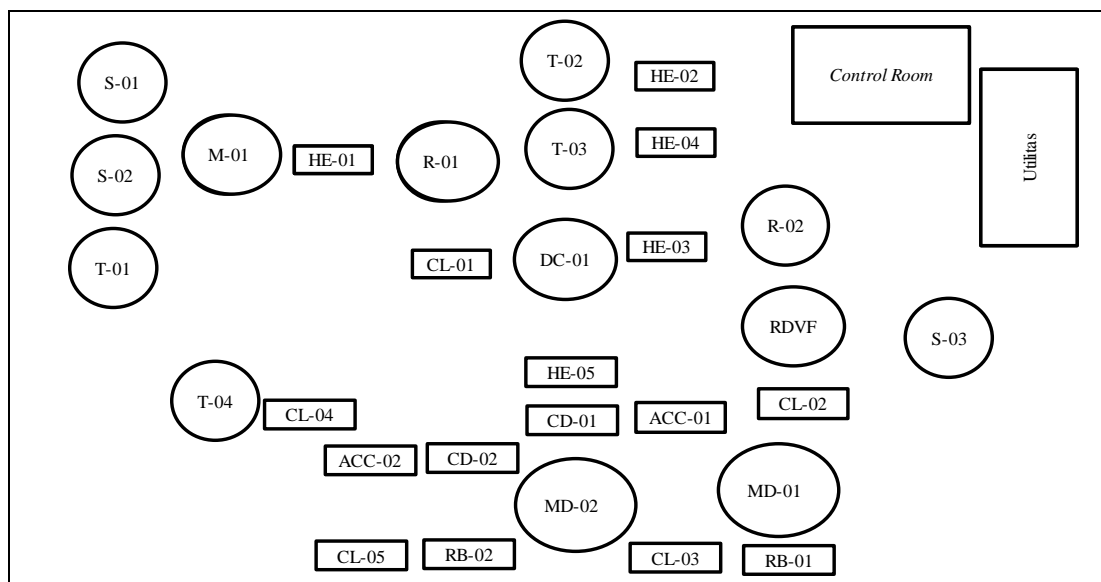 T-02
HE-02
Control Room
S-01
Utilitas
M-01
HE-01
R-01
T-03
HE-04
S-02
R-02
T-01
CL-01
DC-01
HE-03
RDVF
S-03
HE-05
T-04
CL-04
CD-01
ACC-01
CL-02
ACC-02
CD-02
MD-02
MD-01
CL-05
RB-02
CL-03
RB-01